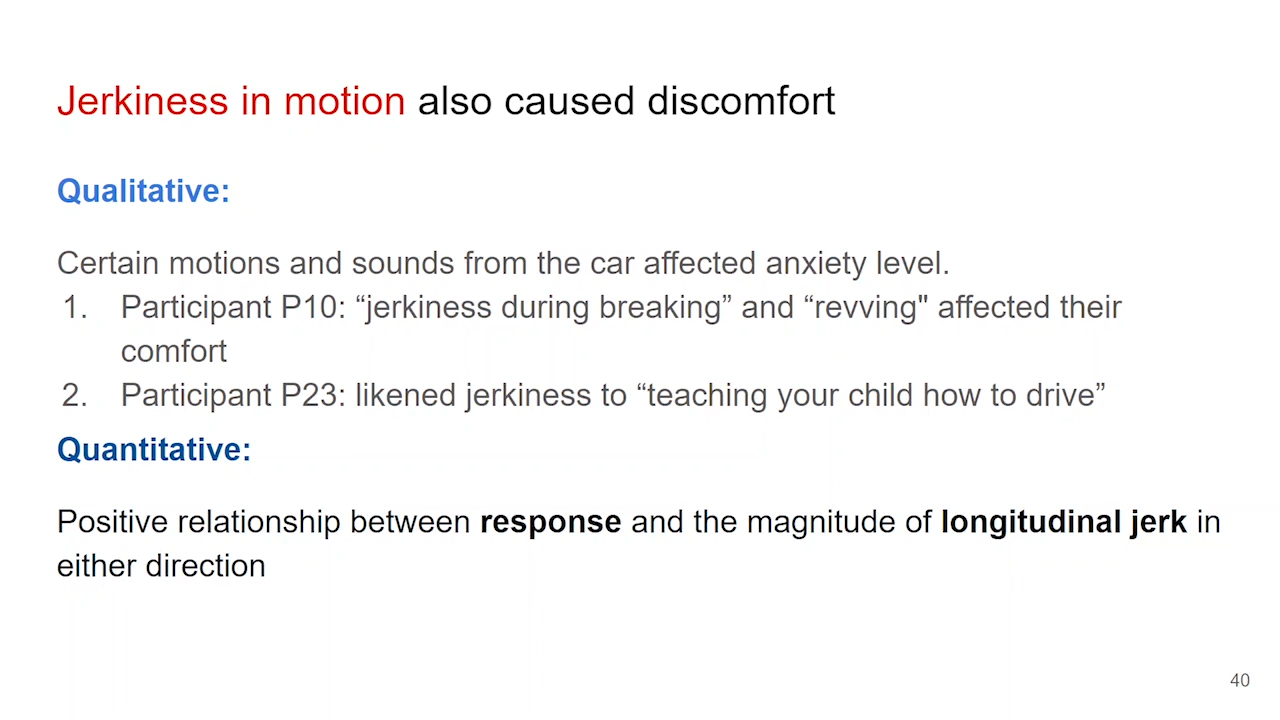 Jerkiness in motion also caused discomfort
Qualitative:
Certain motions and sounds from the car affected anxiety level.
1. Participant P10: “jerkiness during breaking” and “revving" affected their
comfort
2. Participant P23: likened jerkiness to “teaching your child how to drive”
Quantitative:
Positive relationship between response and the magnitude of longitudinal jerk in
either direction
40